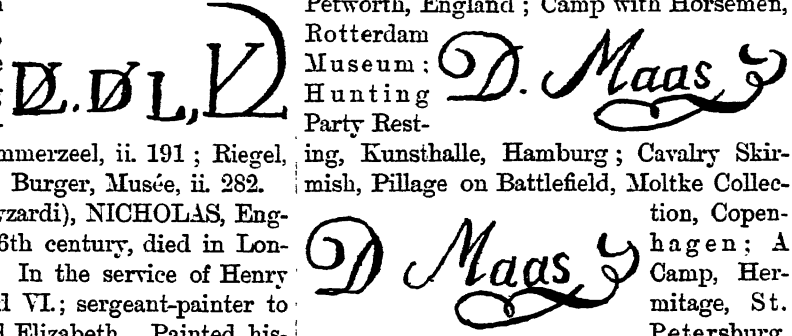 mmerzeel, ii. 191 ; Riegel,
Burger, Musée, ii. 282.
yzardi), NICHOLAS, Eng-
6th century, died in Lon-
In the service of Henry
VI.; sergeant-painter to
Elizabeth. Painted his-
Petworth, England ; Camp with Horsemen,
Rotterdam
Museum ;
Hunting
Party Rest-
D. Maas
ing, Kunsthalle, Hamburg ; Cavalry Skir-
mish, Pillage on Battlefield, Moltke Collec-
tion, Copen-
hagen ; A
Camp, Her-
mitage, St.
Petersburg.
D Maas